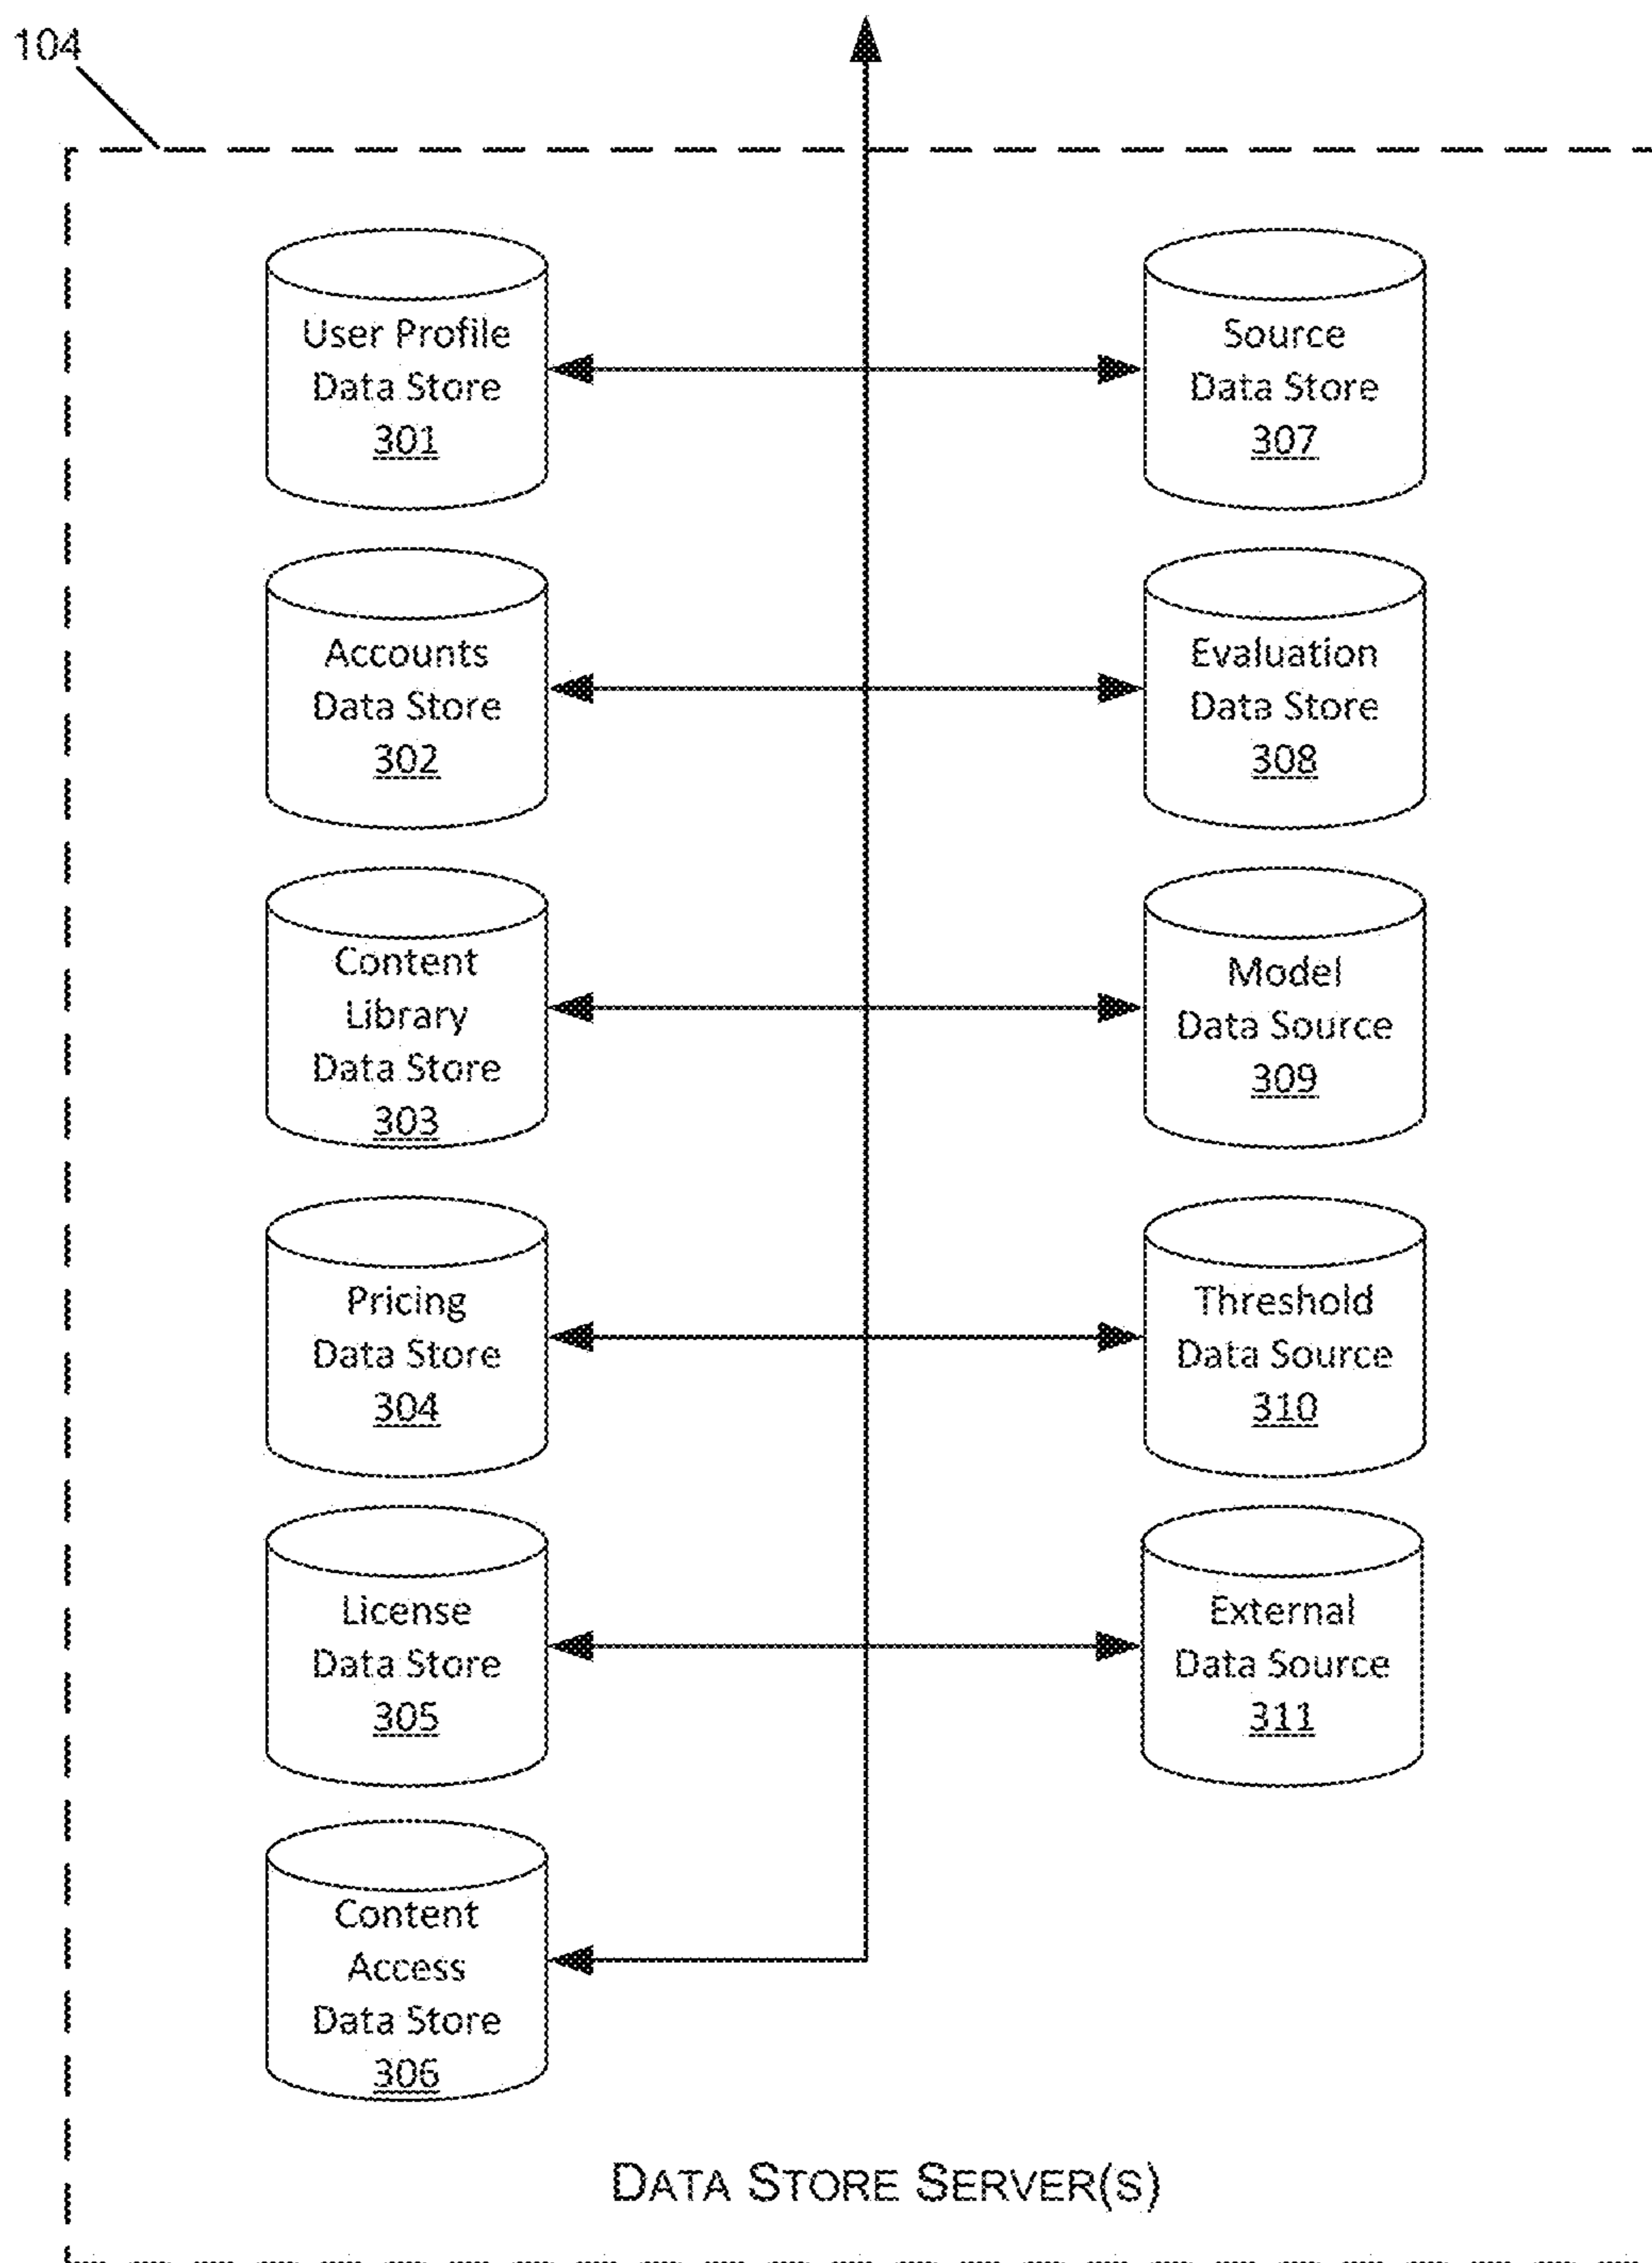 104
User Profile
Data Store
301
Source
Data Store
307
Accounts
Data Store
302
Evaluation
Data Store
308
Content
Library
Data Store
303
Model
Data Source
309
Pricing
Data Store
304
Threshold
Data Source
310
License
Data Store
305
External
Data Source
311
Content
Access
Data Store
306
DATA STORE SERVER(S)